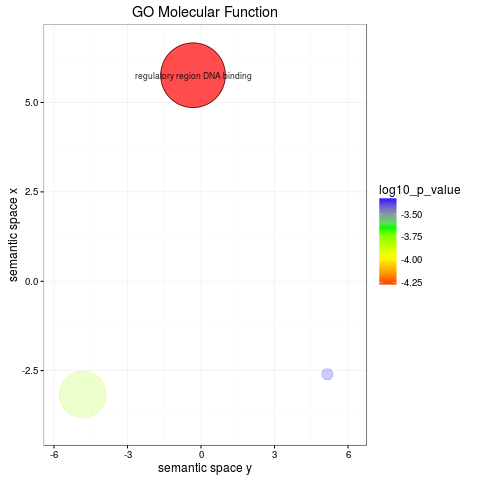 GO Molecular Function
regulatory region DNA binding
5.0
2.5
0.0
-2.5
semantic space x
-6
-3
0
3
6
semantic space y
log10_p_value
-3.50
-3.75
-4.00
-4.25